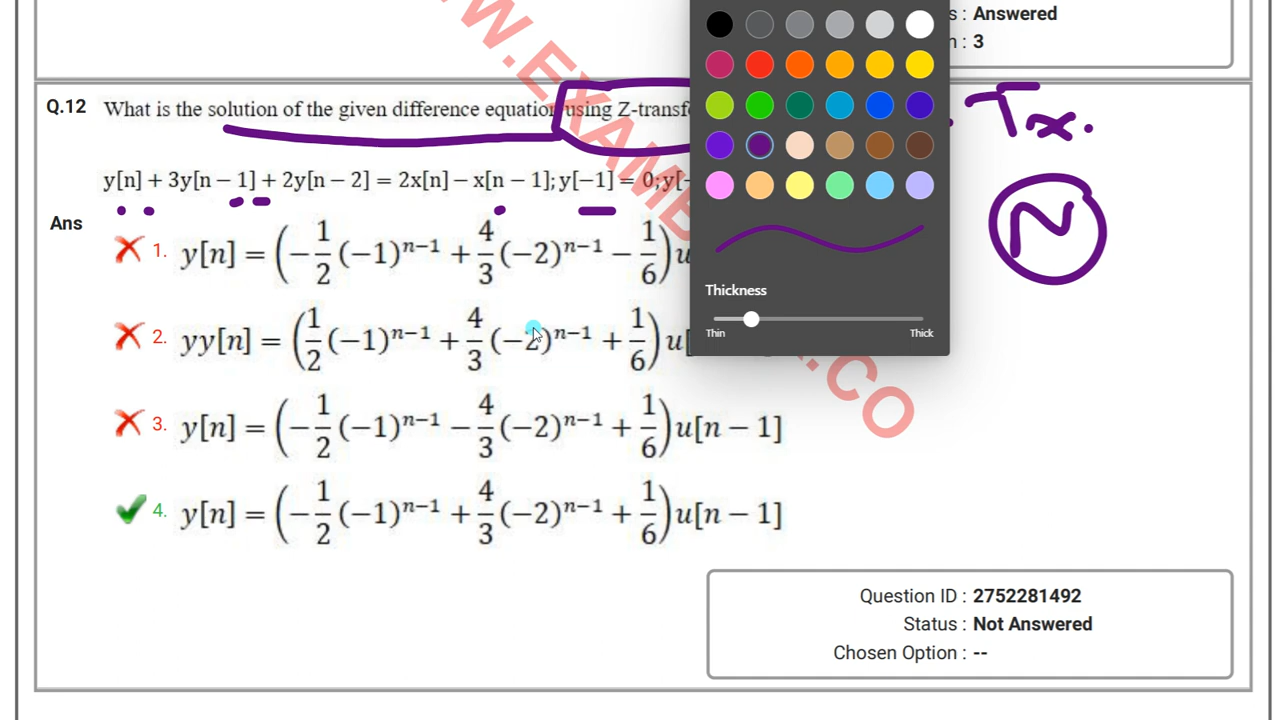 s : Answered
n : 3
Q.12 What is the solution of the given difference equation using Z-transf
Tx.
y[n] + 3y[n − 1] + 2y[n − 2] = 2x[n] − x[n − 1]; y[−1] = 0; y[−
N
Ans
1. y[n] = (−1/2(−1)ⁿ⁻¹ + 4/3(−2)ⁿ⁻¹ − 1/6)u
2. yy[n] = (1/2(−1)ⁿ⁻¹ + 4/3(−2)ⁿ⁻¹ + 1/6)u[
3. y[n] = (−1/2(−1)ⁿ⁻¹ − 4/3(−2)ⁿ⁻¹ + 1/6)u[n − 1]
4. y[n] = (−1/2(−1)ⁿ⁻¹ + 4/3(−2)ⁿ⁻¹ + 1/6)u[n − 1]
Thickness
Thin Thick
Question ID : 2752281492
Status : Not Answered
Chosen Option : --
W.EXAMB
.CO